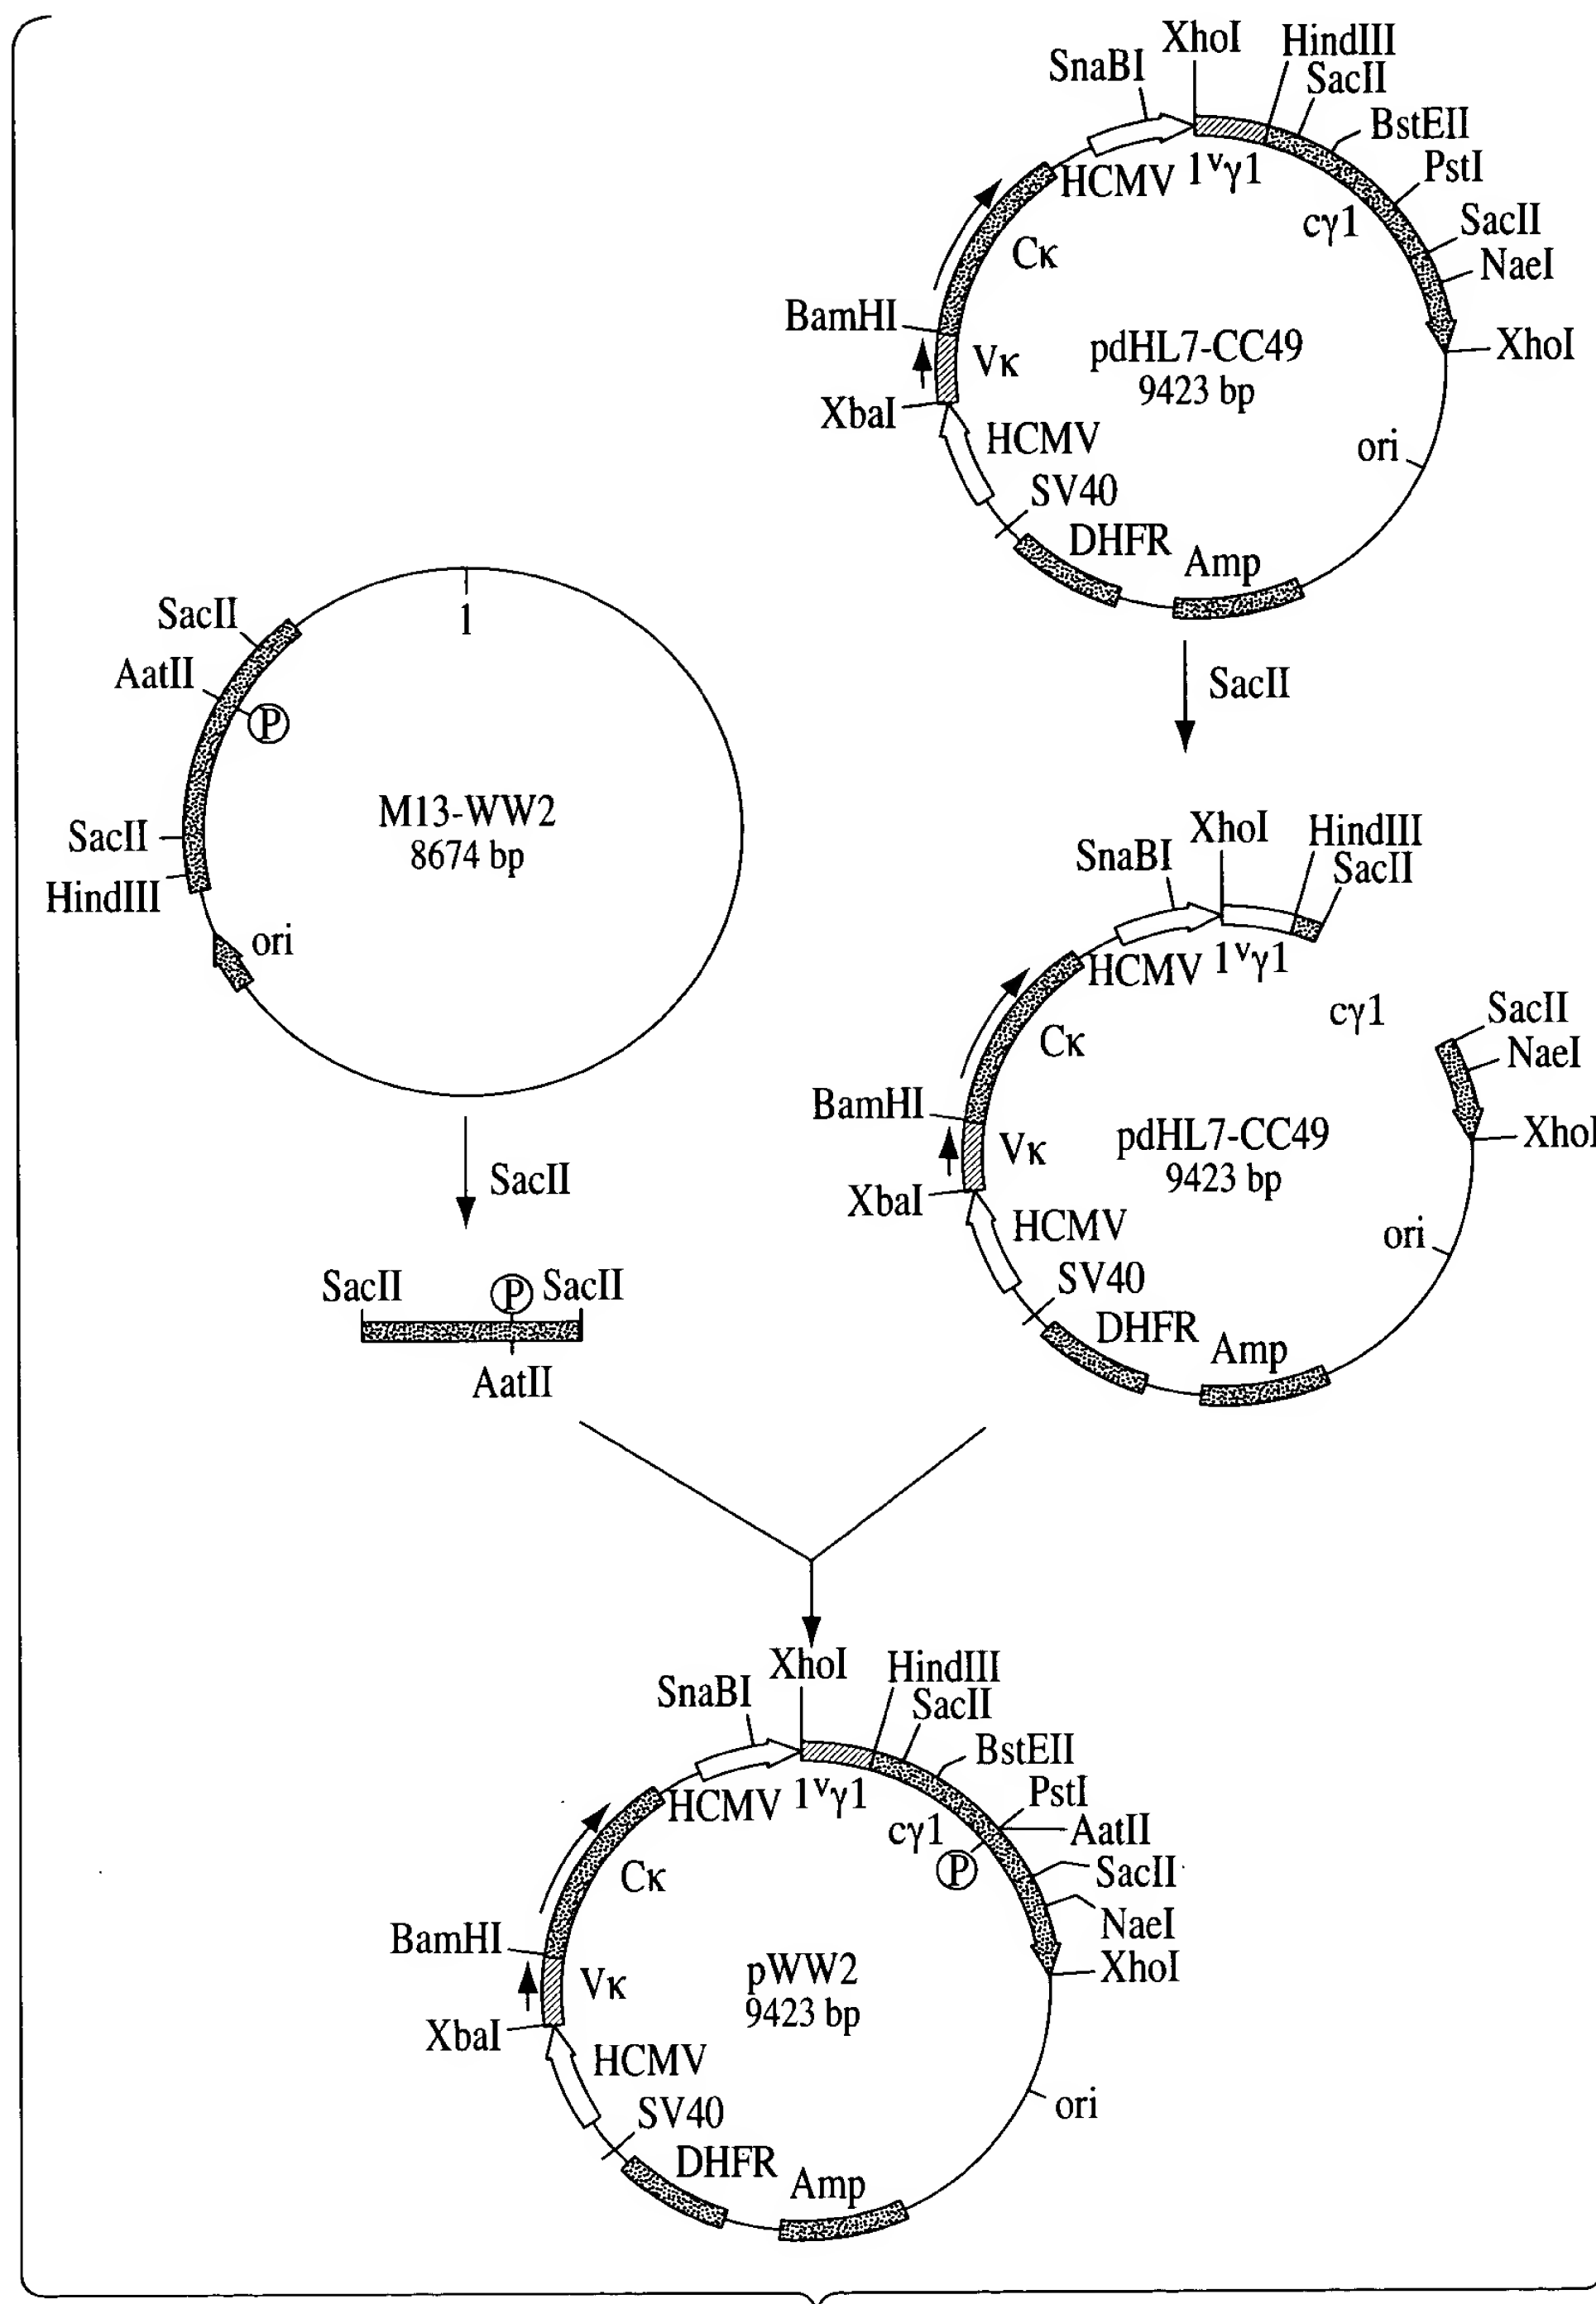 XhoI
HindIII
SnaBI
SacII
BstEII
PstI
HCMV
1ᵛγ1
cγ1
SacII
NaeI
Cκ
BamHI
Vκ
pdHL7-CC49
9423 bp
XhoI
XbaI
HCMV
ori
SV40
DHFR
Amp
SacII
1
SacII
AatII
P
M13-WW2
8674 bp
SacII
HindIII
ori
SacII
SacII
P
SacII
AatII
XhoI
HindIII
SnaBI
SacII
HCMV
1ᵛγ1
cγ1
SacII
NaeI
Cκ
BamHI
Vκ
pdHL7-CC49
9423 bp
XhoI
XbaI
HCMV
ori
SV40
DHFR
Amp
XhoI
HindIII
SnaBI
SacII
BstEII
PstI
HCMV
1ᵛγ1
cγ1
AatII
P
SacII
Cκ
NaeI
BamHI
Vκ
pWW2
9423 bp
XhoI
XbaI
HCMV
ori
SV40
DHFR
Amp